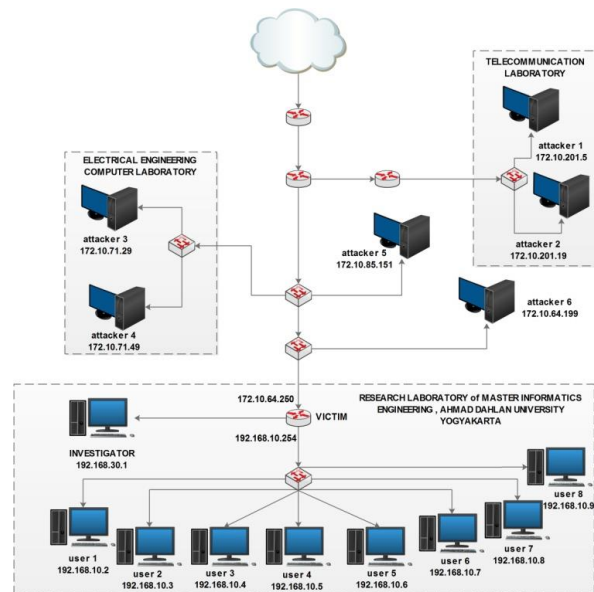 TELECOMMUNICATION
LABORATORY
attacker 1
172.10.201.5
attacker 2
172.10.201.19
ELECTRICAL ENGINEERING
COMPUTER LABORATORY
attacker 3
172.10.71.29
attacker 4
172.10.71.49
attacker 5
172.10.85.151
attacker 6
172.10.64.199
172.10.64.250
VICTIM
192.168.10.254
RESEARCH LABORATORY of MASTER INFORMATICS
ENGINEERING , AHMAD DAHLAN UNIVERSITY
YOGYAKARTA
INVESTIGATOR
192.168.30.1
user 1
192.168.10.2
user 2
192.168.10.3
user 3
192.168.10.4
user 4
192.168.10.5
user 5
192.168.10.6
user 6
192.168.10.7
user 7
192.168.10.8
user 8
192.168.10.9